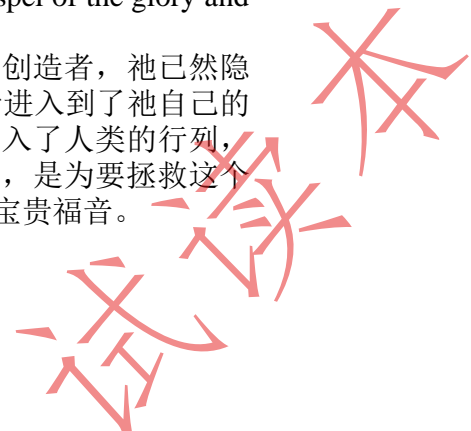 spel of the glory and
创造者，祂已然隐
进入到了祂自己的
入了人类的行列，
，是为要拯救这个
宝贵福音。
试读本